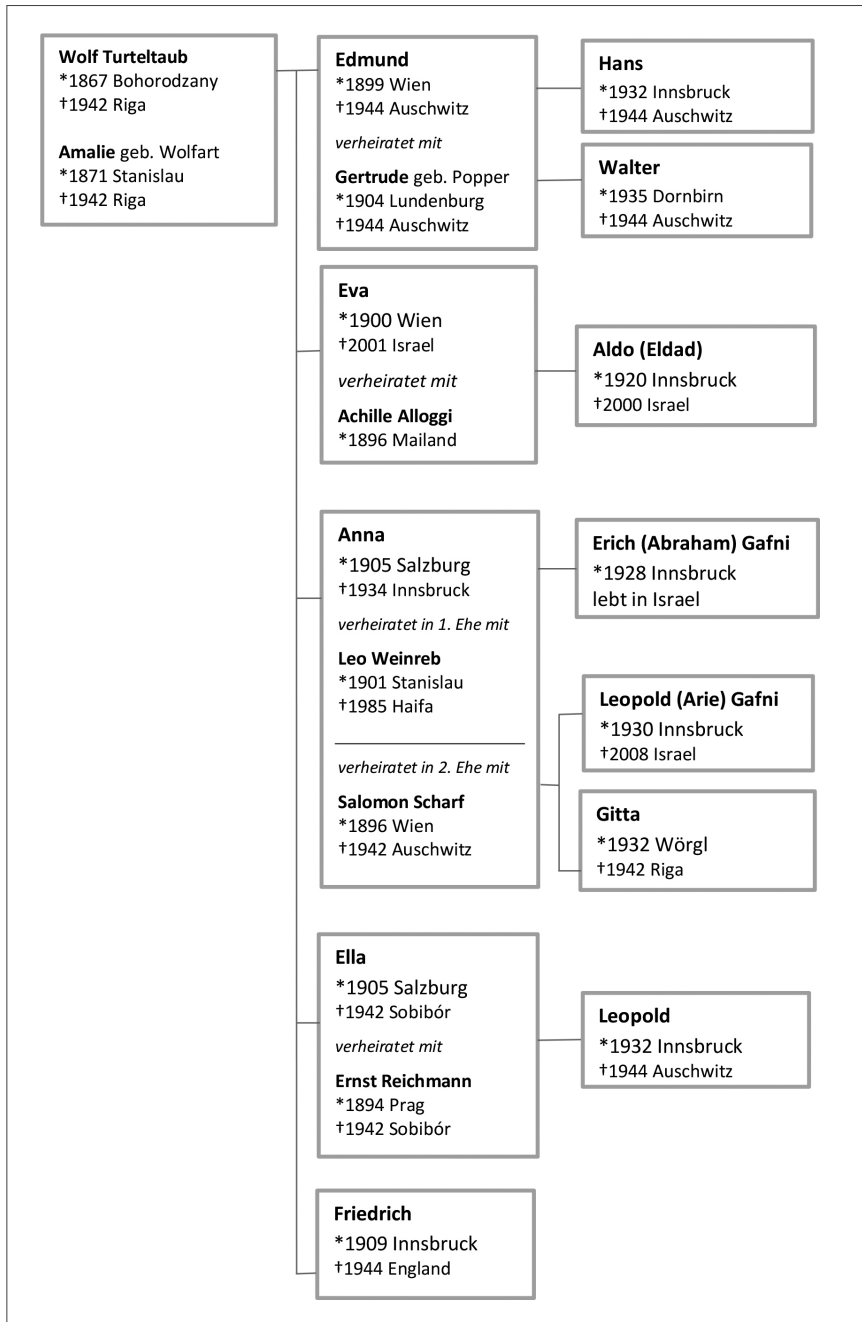 Wolf Turteltaub
*1867 Bohorodzany
†1942 Riga
Amalie geb. Wolfart
*1871 Stanislau
†1942 Riga
Edmund
*1899 Wien
†1944 Auschwitz
verheiratet mit
Gertrude geb. Popper
*1904 Lundenburg
†1944 Auschwitz
Hans
*1932 Innsbruck
†1944 Auschwitz
Walter
*1935 Dornbirn
†1944 Auschwitz
Eva
*1900 Wien
†2001 Israel
verheiratet mit
Achille Alloggi
*1896 Mailand
Aldo (Eldad)
*1920 Innsbruck
†2000 Israel
Anna
*1905 Salzburg
†1934 Innsbruck
verheiratet in 1. Ehe mit
Leo Weinreb
*1901 Stanislau
†1985 Haifa
verheiratet in 2. Ehe mit
Salomon Scharf
*1896 Wien
†1942 Auschwitz
Erich (Abraham) Gafni
*1928 Innsbruck
lebt in Israel
Leopold (Arie) Gafni
*1930 Innsbruck
†2008 Israel
Gitta
*1932 Wörgl
†1942 Riga
Ella
*1905 Salzburg
†1942 Sobibór
verheiratet mit
Ernst Reichmann
*1894 Prag
†1942 Sobibór
Leopold
*1932 Innsbruck
†1944 Auschwitz
Friedrich
*1909 Innsbruck
†1944 England